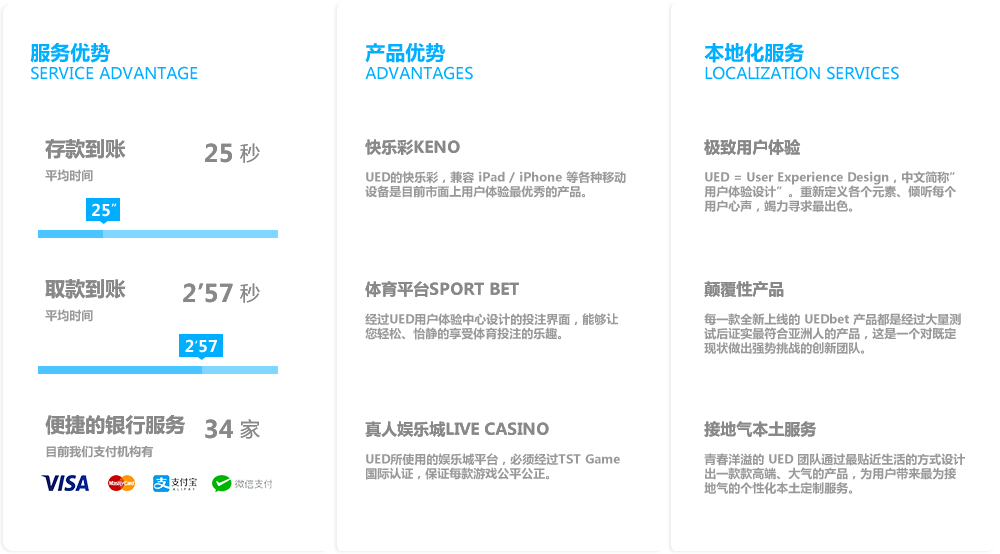 服务优势
SERVICE ADVANTAGE
存款到账
25 秒
平均时间
25”
取款到账
2’57 秒
平均时间
2’57
便捷的银行服务
34 家
目前我们支付机构有
VISA
MasterCard
支 支付宝
ALIPAY
微信支付
产品优势
ADVANTAGES
快乐彩KENO
UED的快乐彩，兼容 iPad / iPhone 等各种移动
设备是目前市面上用户体验最优秀的产品。
体育平台SPORT BET
经过UED用户体验中心设计的投注界面，能够让
您轻松、怡静的享受体育投注的乐趣。
真人娱乐城LIVE CASINO
UED所使用的娱乐城平台，必须经过TST Game
国际认证，保证每款游戏公平公正。
本地化服务
LOCALIZATION SERVICES
极致用户体验
UED = User Experience Design，中文简称”
用户体验设计”。重新定义各个元素、倾听每个
用户心声，竭力寻求最出色。
颠覆性产品
每一款全新上线的 UEDbet 产品都是经过大量测
试后证实最符合亚洲人的产品，这是一个对既定
现状做出强势挑战的创新团队。
接地气本土服务
青春洋溢的 UED 团队通过最贴近生活的方式设计
出一款款高端、大气的产品，为用户带来最为接
地气的个性化本土定制服务。